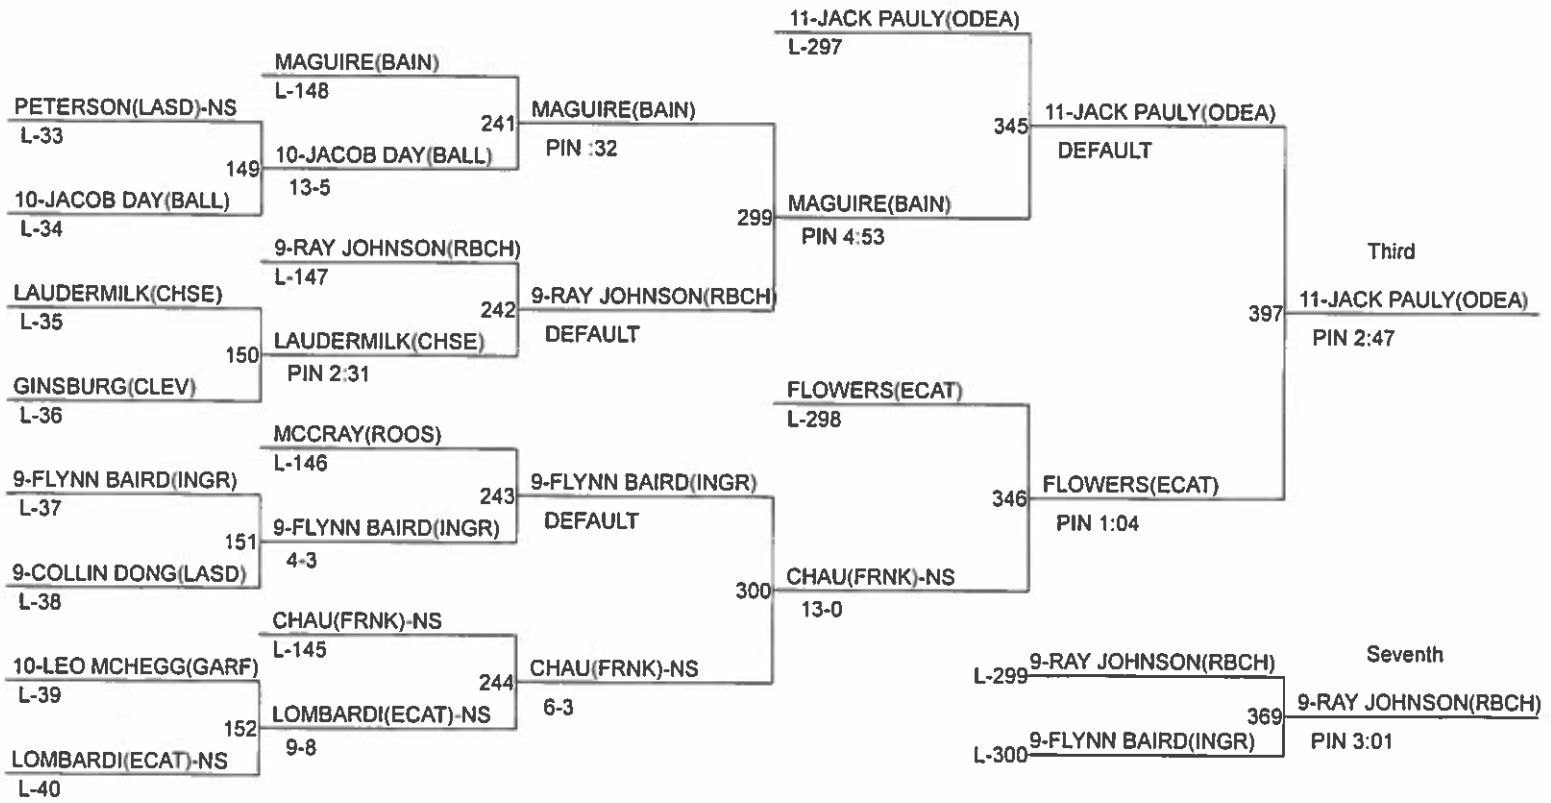 11-JACK PAULY(ODEA)
L-297
MAGUIRE(BAIN)
L-148
PETERSON(LASD)-NS
L-33
241
MAGUIRE(BAIN)
PIN :32
345
11-JACK PAULY(ODEA)
DEFAULT
149
10-JACOB DAY(BALL)
13-5
10-JACOB DAY(BALL)
L-34
299
MAGUIRE(BAIN)
PIN 4:53
9-RAY JOHNSON(RBCH)
L-147
Third
LAUDERMILK(CHSE)
L-35
242
9-RAY JOHNSON(RBCH)
DEFAULT
397
11-JACK PAULY(ODEA)
PIN 2:47
150
LAUDERMILK(CHSE)
PIN 2:31
GINSBURG(CLEV)
L-36
FLOWERS(ECAT)
L-298
MCCRAY(ROOS)
L-146
9-FLYNN BAIRD(INGR)
L-37
243
9-FLYNN BAIRD(INGR)
DEFAULT
346
FLOWERS(ECAT)
PIN 1:04
151
9-FLYNN BAIRD(INGR)
4-3
9-COLLIN DONG(LASD)
L-38
300
CHAU(FRNK)-NS
13-0
CHAU(FRNK)-NS
L-145
10-LEO MCHEGG(GARF)
L-39
244
CHAU(FRNK)-NS
6-3
L-299
9-RAY JOHNSON(RBCH)
Seventh
152
LOMBARDI(ECAT)-NS
9-8
369
9-RAY JOHNSON(RBCH)
PIN 3:01
LOMBARDI(ECAT)-NS
L-40
L-300
9-FLYNN BAIRD(INGR)